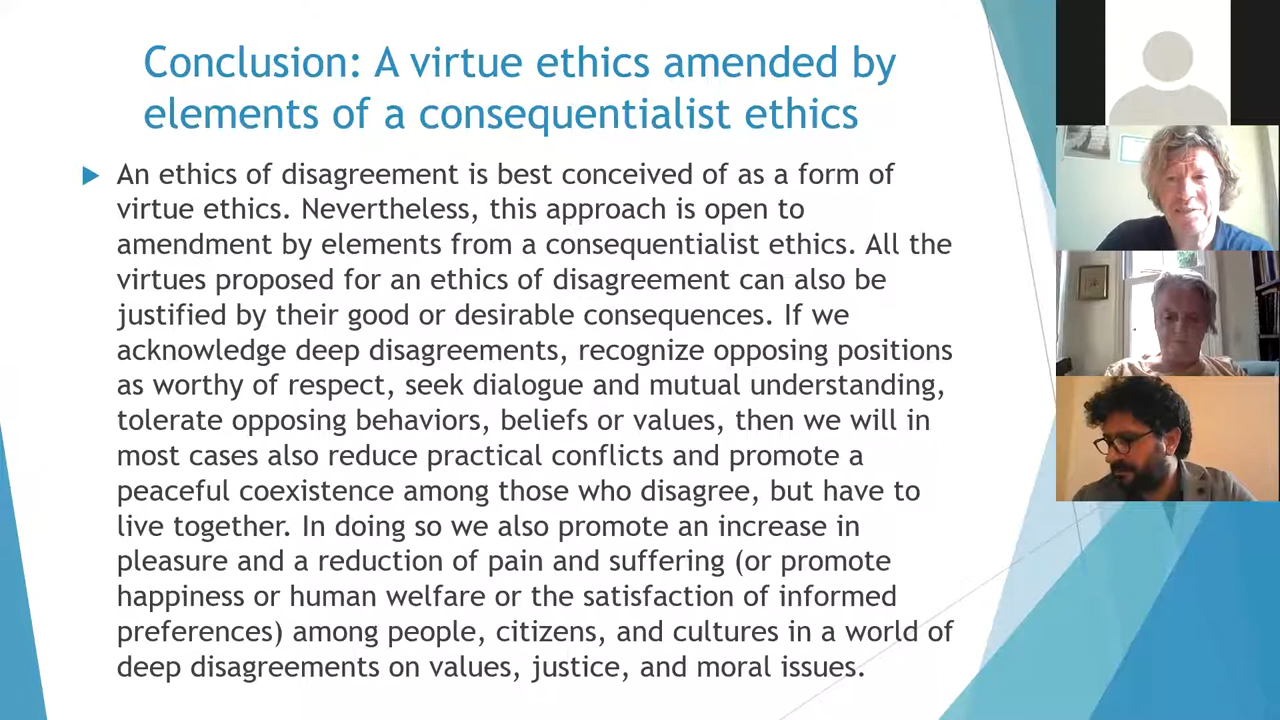 Conclusion: A virtue ethics amended by
elements of a consequentialist ethics
An ethics of disagreement is best conceived of as a form of
virtue ethics. Nevertheless, this approach is open to
amendment by elements from a consequentialist ethics. All the
virtues proposed for an ethics of disagreement can also be
justified by their good or desirable consequences. If we
acknowledge deep disagreements, recognize opposing positions
as worthy of respect, seek dialogue and mutual understanding,
tolerate opposing behaviors, beliefs or values, then we will in
most cases also reduce practical conflicts and promote a
peaceful coexistence among those who disagree, but have to
live together. In doing so we also promote an increase in
pleasure and a reduction of pain and suffering (or promote
happiness or human welfare or the satisfaction of informed
preferences) among people, citizens, and cultures in a world of
deep disagreements on values, justice, and moral issues.